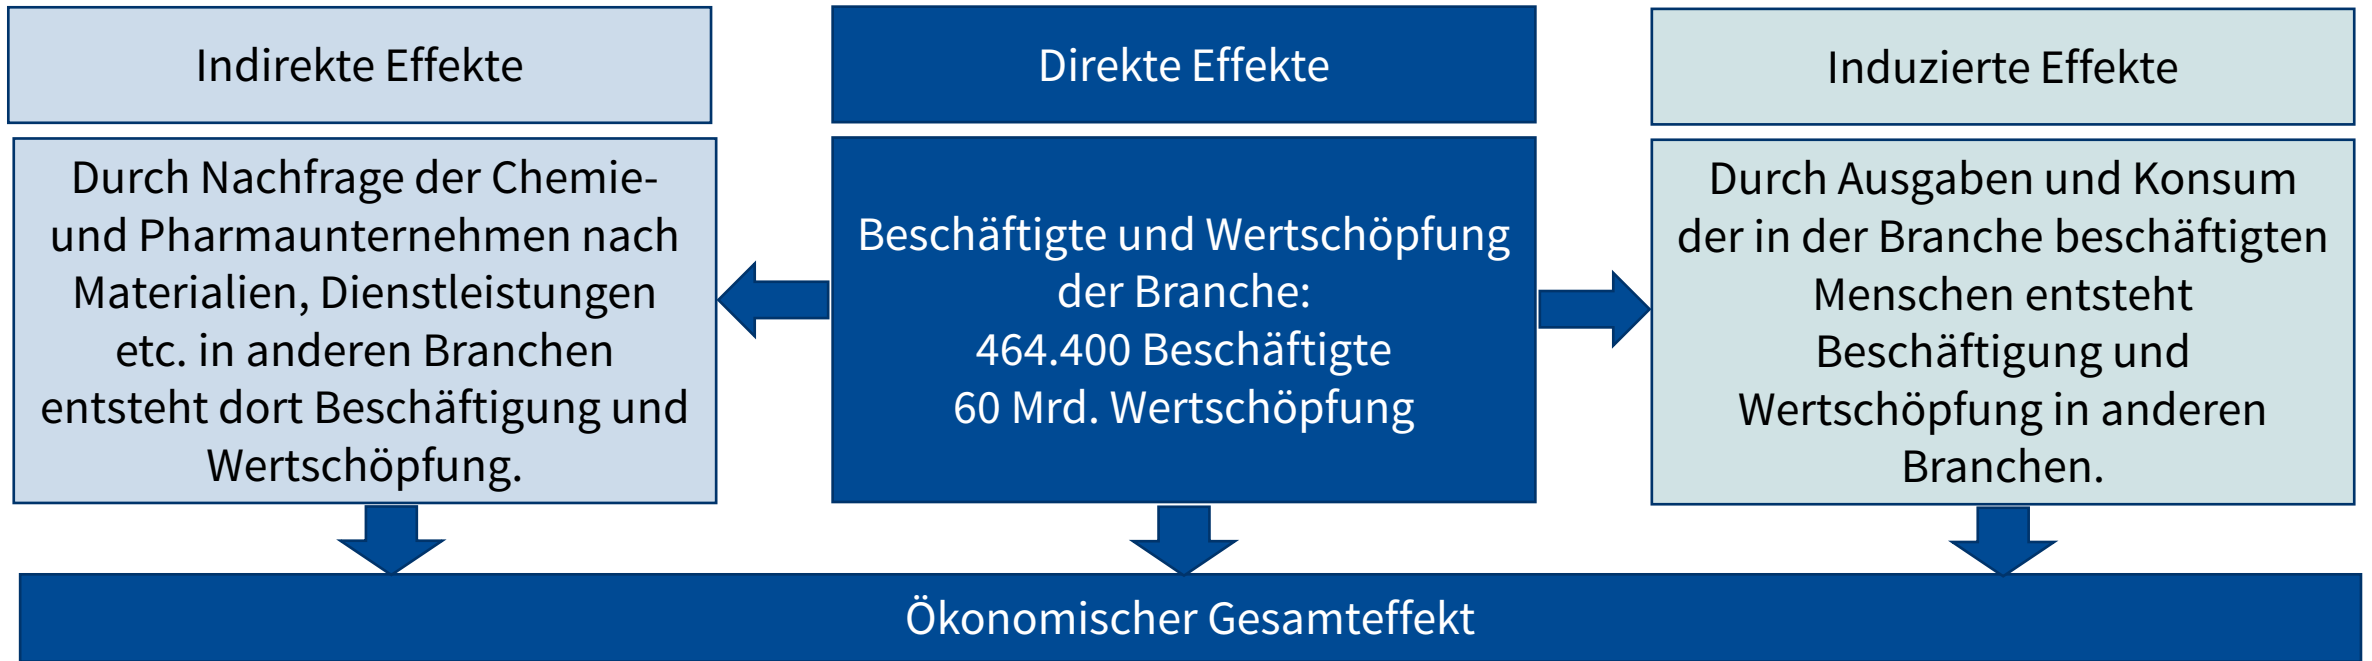 Indirekte Effekte
Durch Nachfrage der Chemie-
und Pharmaunternehmen nach
Materialien, Dienstleistungen
etc. in anderen Branchen
entsteht dort Beschäftigung und
Wertschöpfung.
Direkte Effekte
Beschäftigte und Wertschöpfung
der Branche:
464.400 Beschäftigte
60 Mrd. Wertschöpfung
Induzierte Effekte
Durch Ausgaben und Konsum
der in der Branche beschäftigten
Menschen entsteht
Beschäftigung und
Wertschöpfung in anderen
Branchen.
Ökonomischer Gesamteffekt